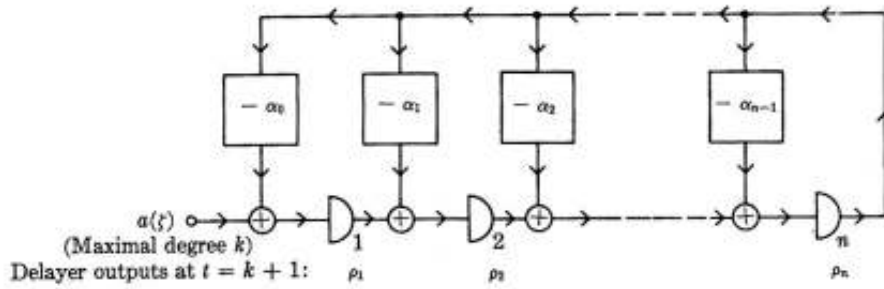 − α₀ − α₁ − α₂ − αₙ₋₁
+ + + +
a(ζ) 1 2 n
(Maximal degree k)
Delayer outputs at t = k + 1: ρ₁ ρ₂ ρₙ